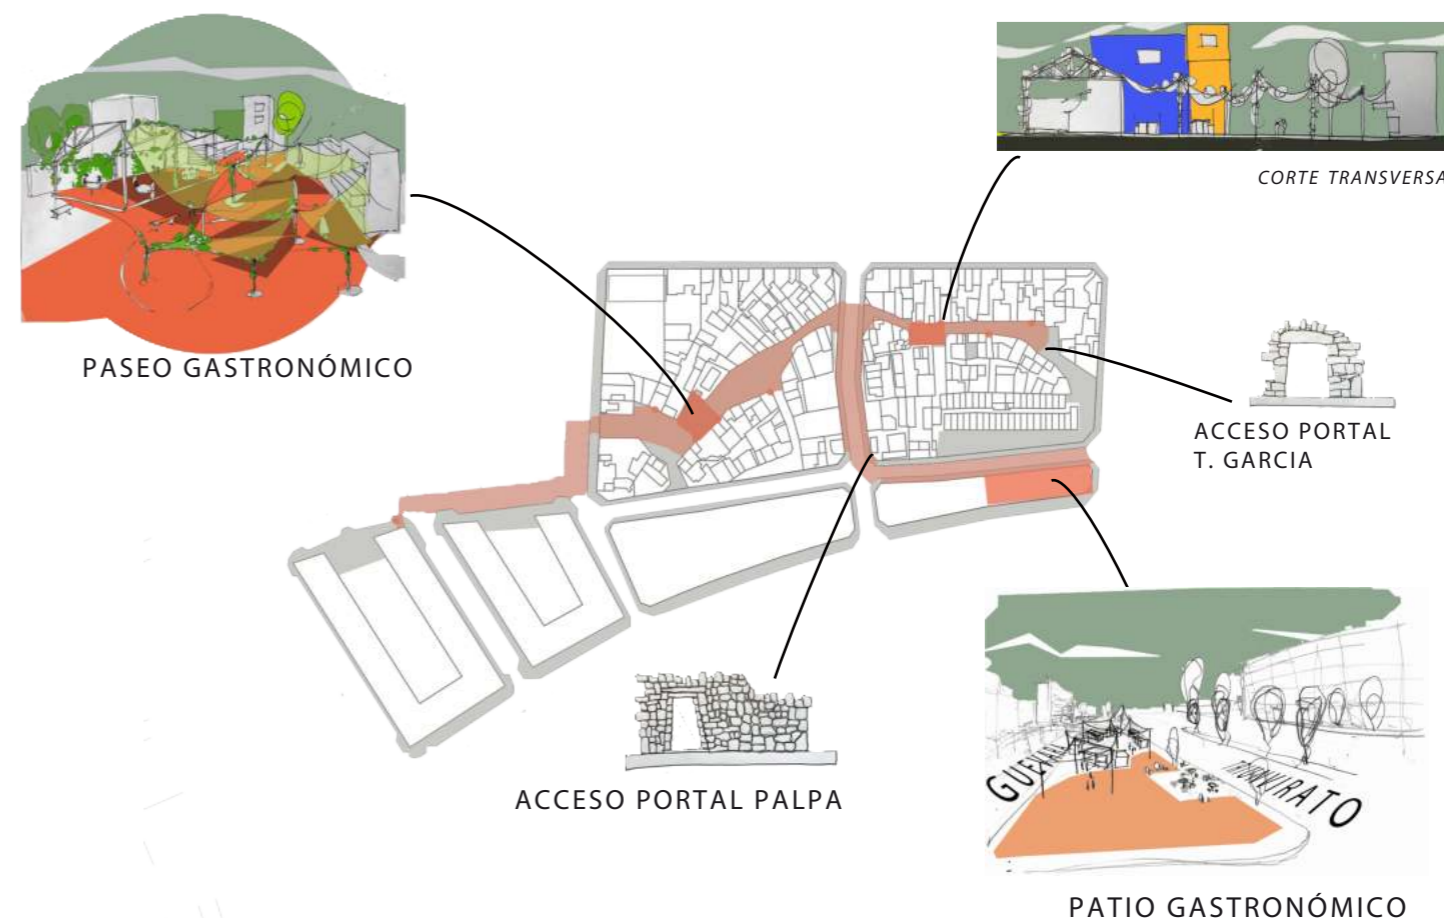 CORTE TRANSVERSA
PASEO GASTRONÓMICO
ACCESO PORTAL
T. GARCIA
ACCESO PORTAL PALPA
PATIO GASTRONÓMICO